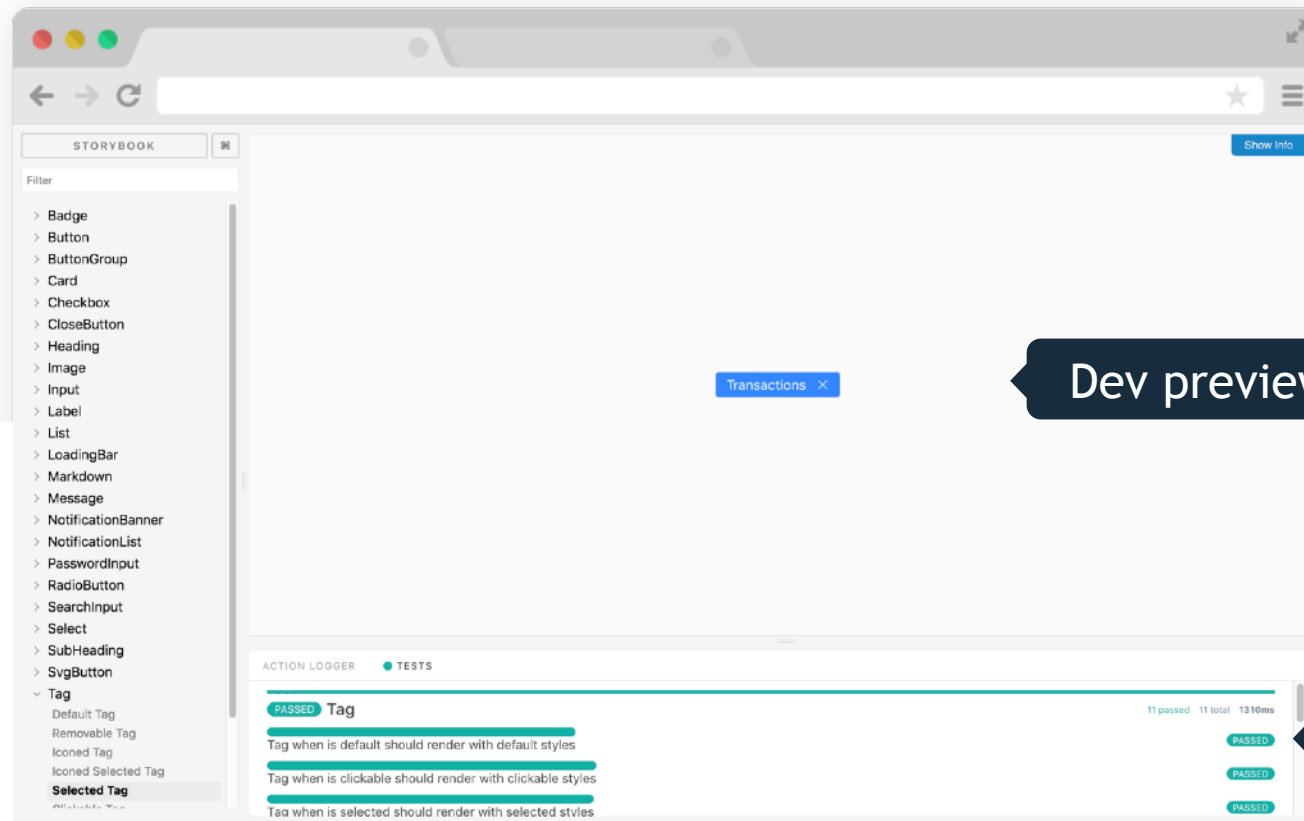 STORYBOOK
⌘
Show Info
Filter
Badge
Button
ButtonGroup
Card
Checkbox
CloseButton
Heading
Image
Input
Label
List
LoadingBar
Markdown
Message
NotificationBanner
NotificationList
PasswordInput
RadioButton
SearchInput
Select
SubHeading
SvgButton
Tag
Default Tag
Removable Tag
Iconed Tag
Iconed Selected Tag
Selected Tag
Clickable Tag
Transactions ×
Dev preview
ACTION LOGGER TESTS
PASSED Tag 11 passed 11 total 1310ms
Tag when is default should render with default styles PASSED
Tag when is clickable should render with clickable styles PASSED
Tag when is selected should render with selected styles PASSED